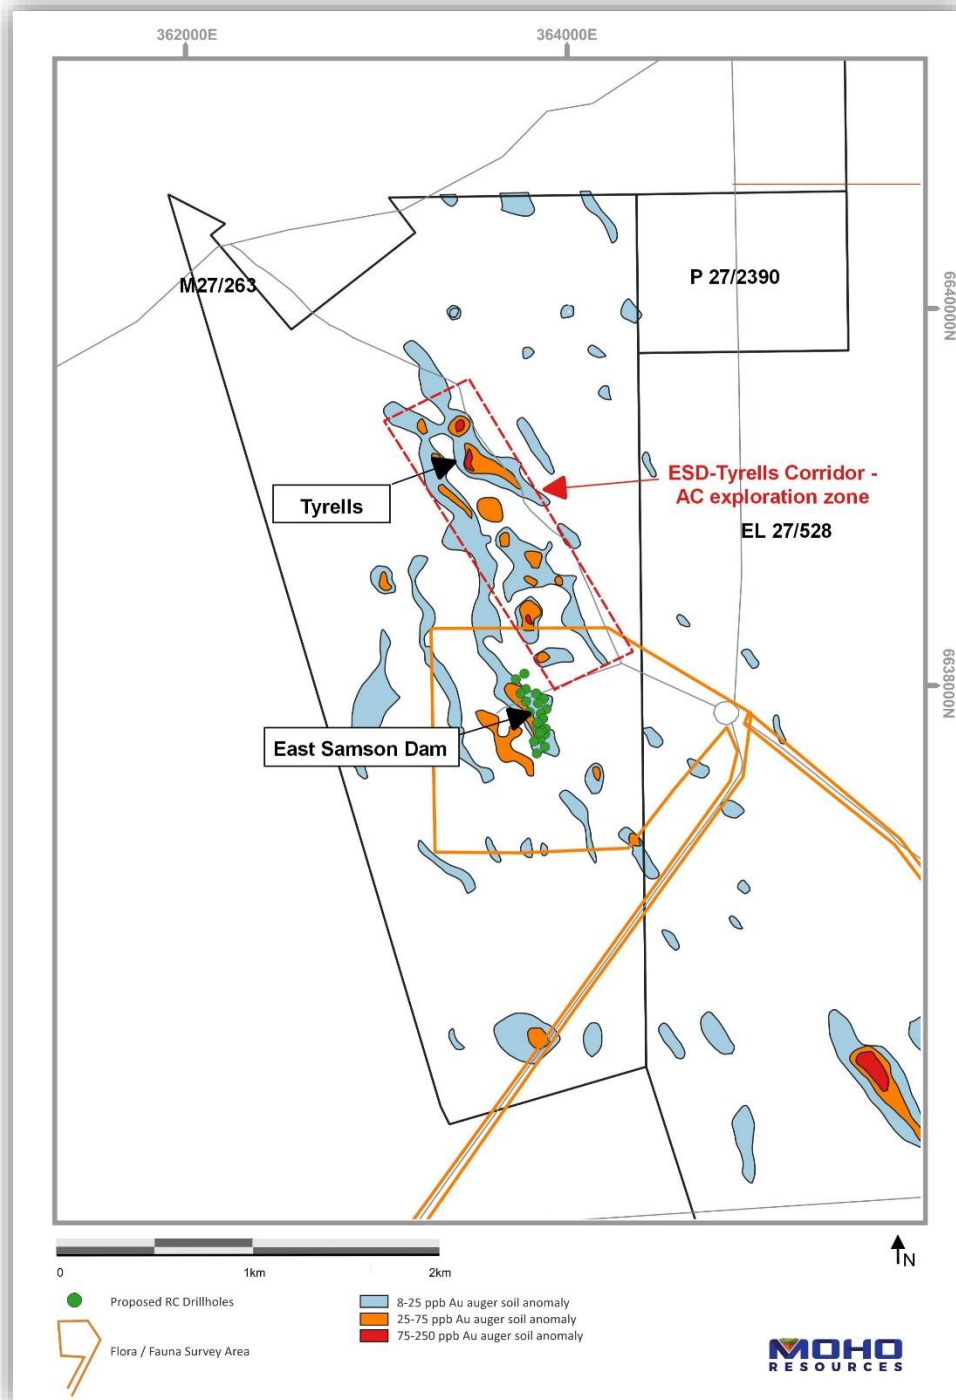 362000E
364000E
M27/263
P 27/2390
6640000N
ESD-Tyrells Corridor -
AC exploration zone
Tyrells
EL 27/528
6638000N
East Samson Dam
0
1km
2km
N
Proposed RC Drillholes
Flora / Fauna Survey Area
8-25 ppb Au auger soil anomaly
25-75 ppb Au auger soil anomaly
75-250 ppb Au auger soil anomaly
MOHO
RESOURCES